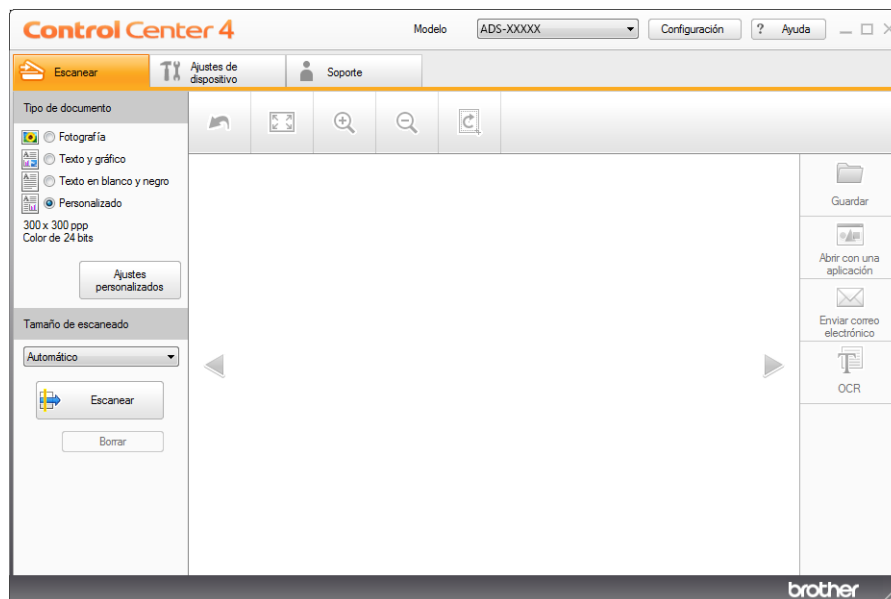 Control Center 4
Modelo
ADS-XXXXX
Configuración
? Ayuda
Escanear
Ajustes de
dispositivo
Soporte
Tipo de documento
Fotografía
Texto y gráfico
Texto en blanco y negro
Personalizado
300 x 300 ppp
Color de 24 bits
Ajustes
personalizados
Tamaño de escaneado
Automático
Escanear
Borrar
Guardar
Abrir con una
aplicación
Enviar correo
electrónico
OCR
brother